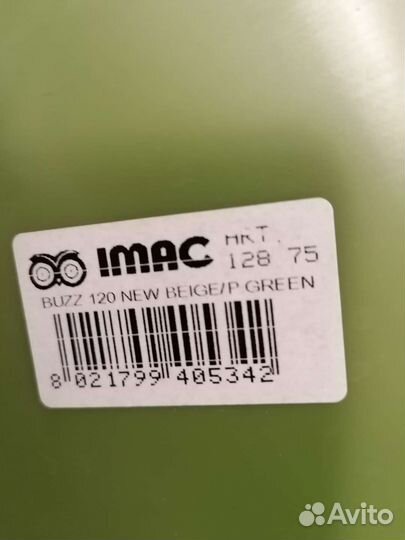 IMAC
ART.
128 75
BUZZ 120 NEW BEIGE/P GREEN
8 021799 405342
Avito